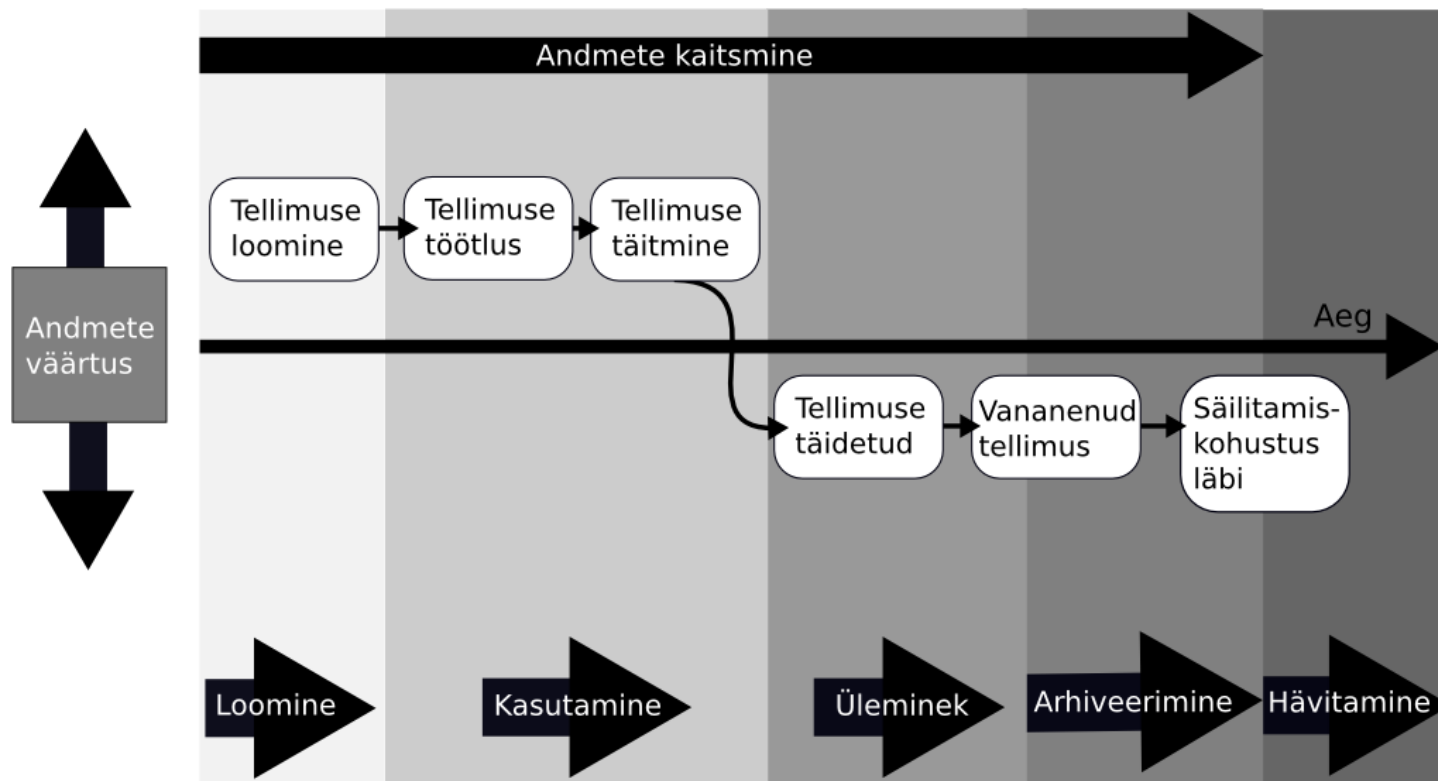 Andmete kaitsmine
Tellimuse
loomine
Tellimuse
töötlus
Tellimuse
täitmine
Andmete
väärtus
Aeg
Tellimuse
täidetud
Vananenud
tellimus
Säilitamis-
kohustus
läbi
Loomine
Kasutamine
Üleminek
Arhiveerimine
Hävitamine